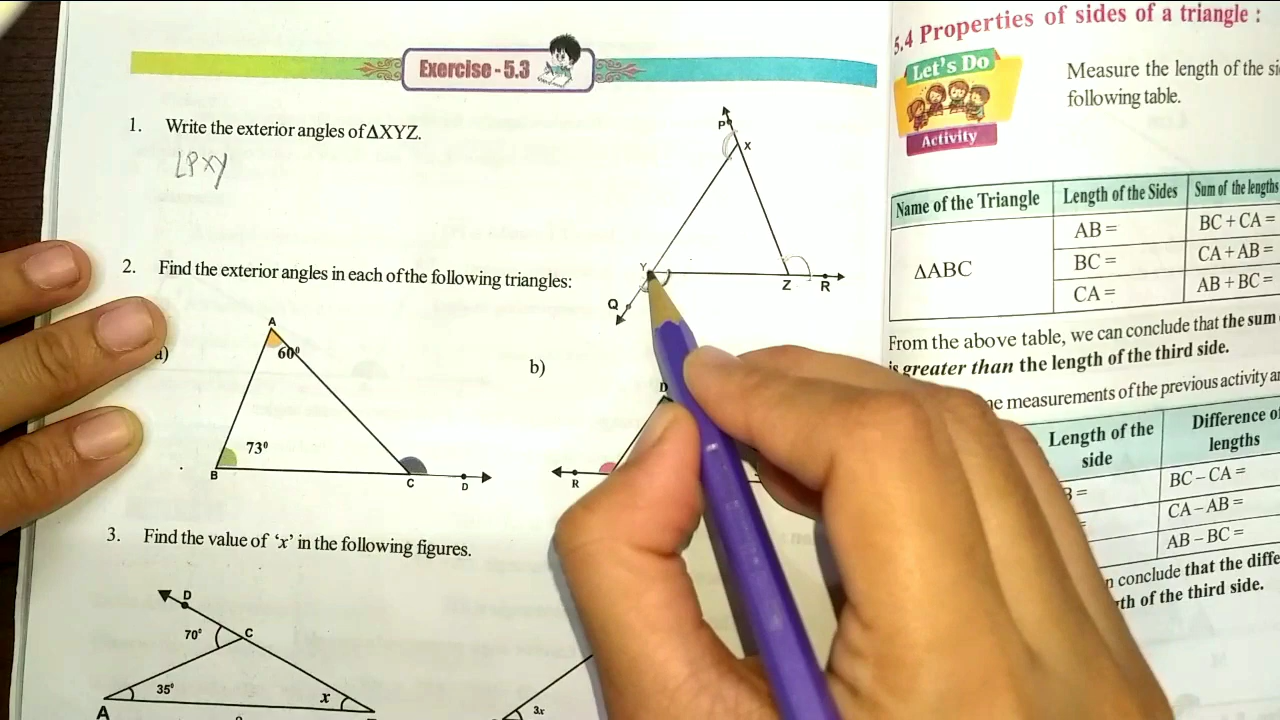 Exercise - 5.3
1. Write the exterior angles of ΔXYZ.
∠PXY
P
X
Y
Z
R
Q
2. Find the exterior angles in each of the following triangles:
a)
A
60⁰
73⁰
B
C
D
b)
D
R
3. Find the value of ‘x’ in the following figures.
D
C
70°
35°
x
A
3x
5.4 Properties of sides of a triangle :
Let's Do
Activity
Measure the length of the
following table.
Name of the Triangle Length of the Sides Sum of the lengths
ΔABC
AB = BC + CA =
BC = CA + AB =
CA = AB + BC =
From the above table, we can conclude that the sum
is greater than the length of the third side.
measurements of the previous activity
Length of the side Difference of lengths
= BC – CA =
CA – AB =
AB – BC =
conclude that the
of the third side.